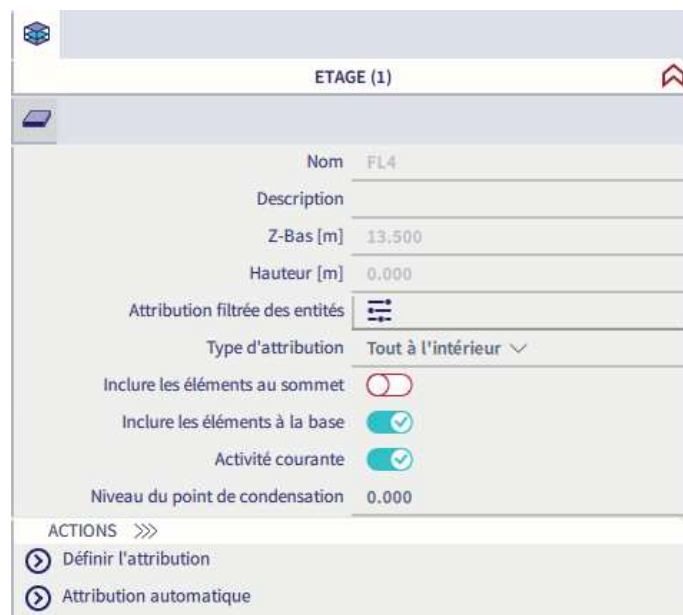 ETAGE (1)
Nom FL4
Description
Z-Bas [m] 13.500
Hauteur [m] 0.000
Attribution filtrée des entités
Type d'attribution Tout à l'intérieur
Inclure les éléments au sommet
Inclure les éléments à la base
Activité courante
Niveau du point de condensation 0.000
ACTIONS >>>
Définir l'attribution
Attribution automatique